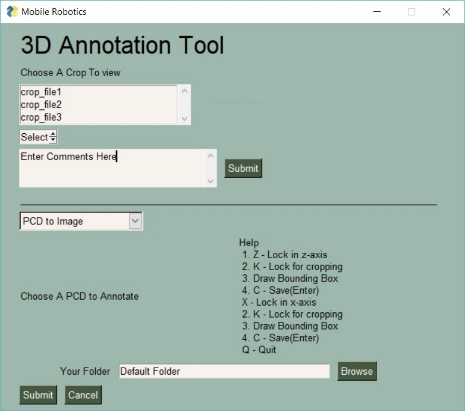 Mobile Robotics
3D Annotation Tool
Choose A Crop To view
crop_file1
crop_file2
crop_file3
Select
Enter Comments Here
Submit
PCD to Image
Help
1. Z - Lock in z-axis
2. K - Lock for cropping
3. Draw Bounding Box
4. C - Save(Enter)
X - Lock in x-axis
2. K - Lock for cropping
3. Draw Bounding Box
4. C - Save(Enter)
Q - Quit
Choose A PCD to Annotate
Your Folder Default Folder Browse
Submit Cancel